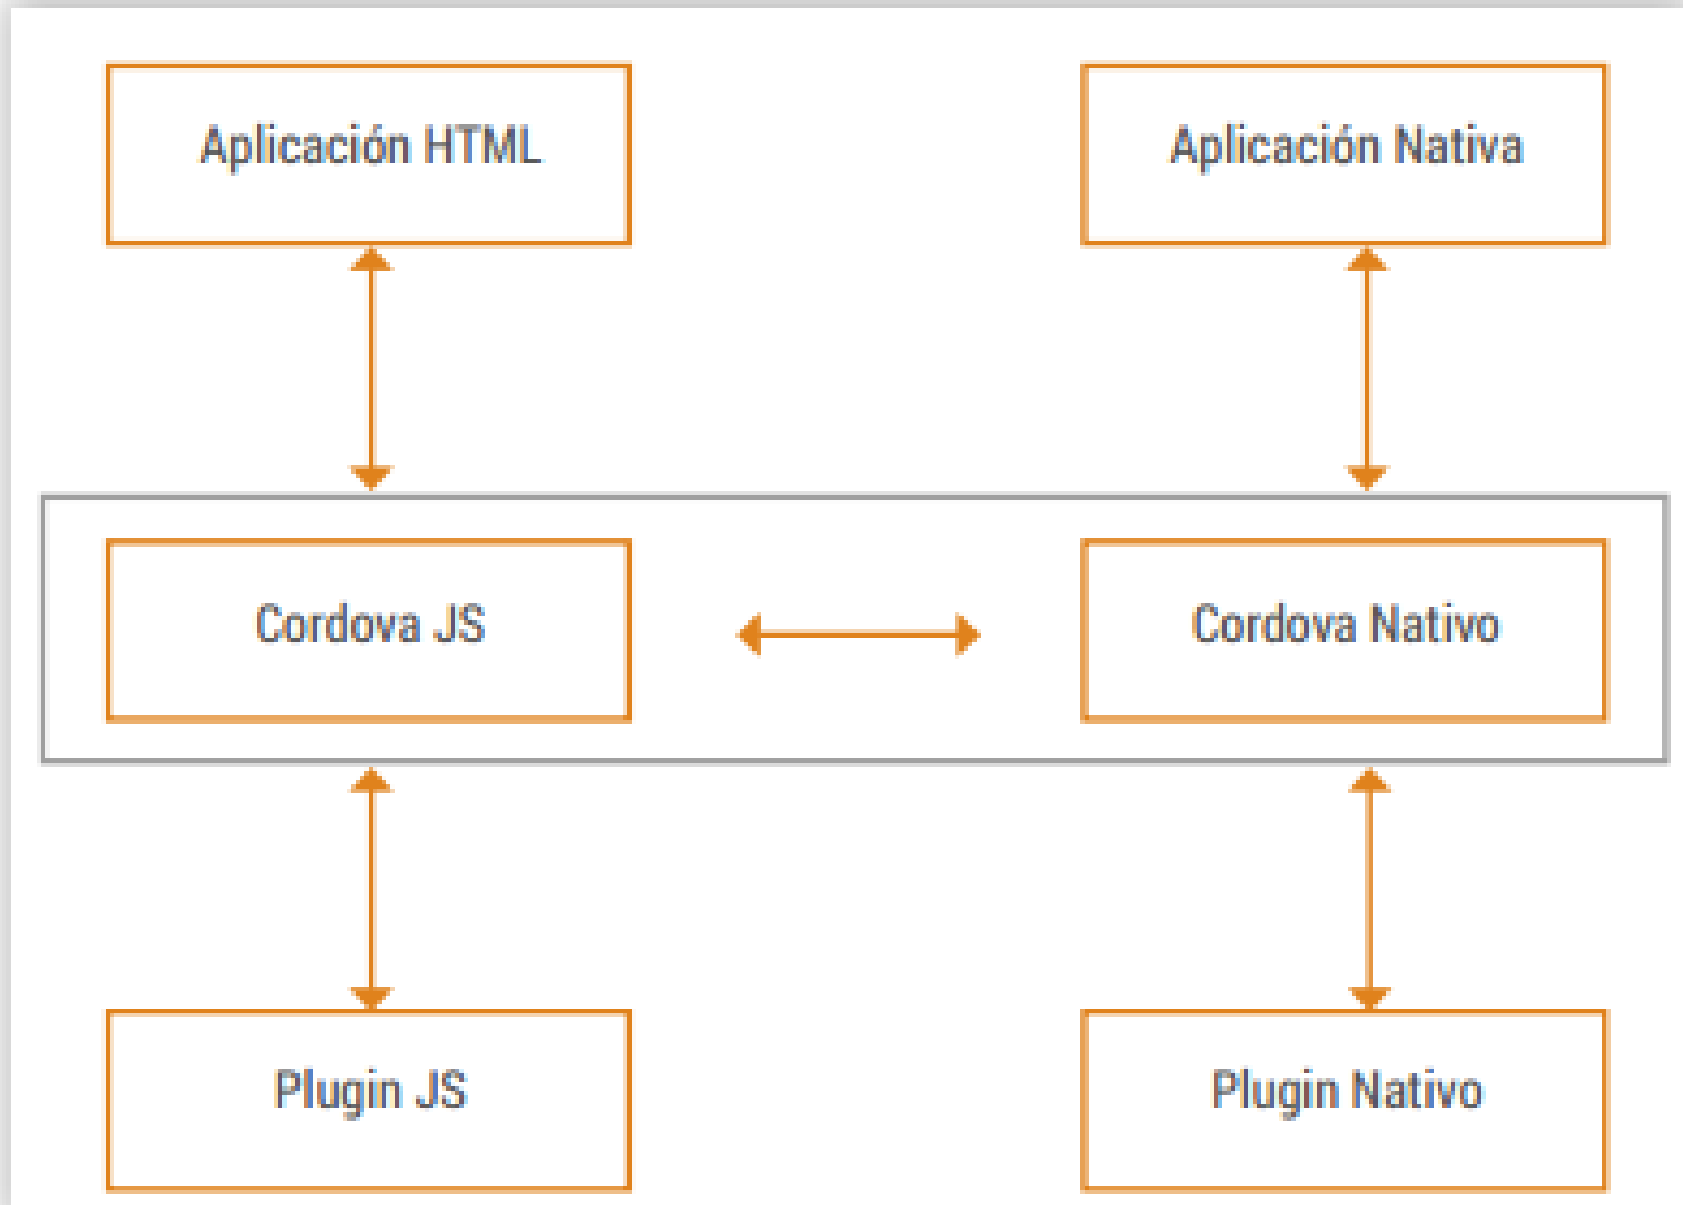 Aplicación HTML
Aplicación Nativa
Cordova JS
Cordova Nativo
Plugin JS
Plugin Nativo